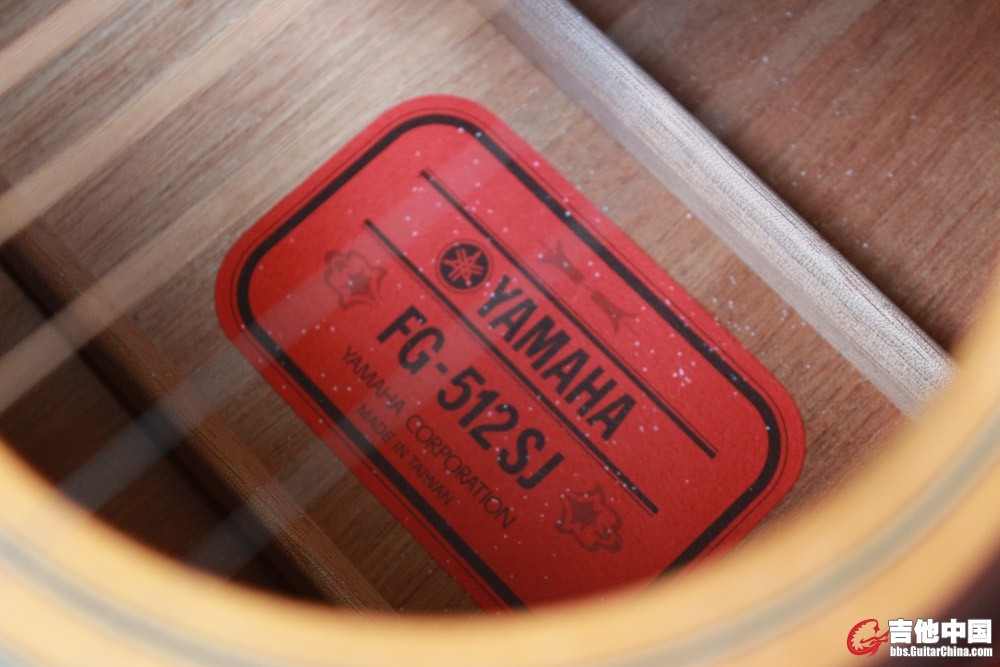 YAMAHA
FG-512SJ
YAMAHA CORPORATION
MADE IN TAIWAN
吉他中国
bbs.GuitarChina.com